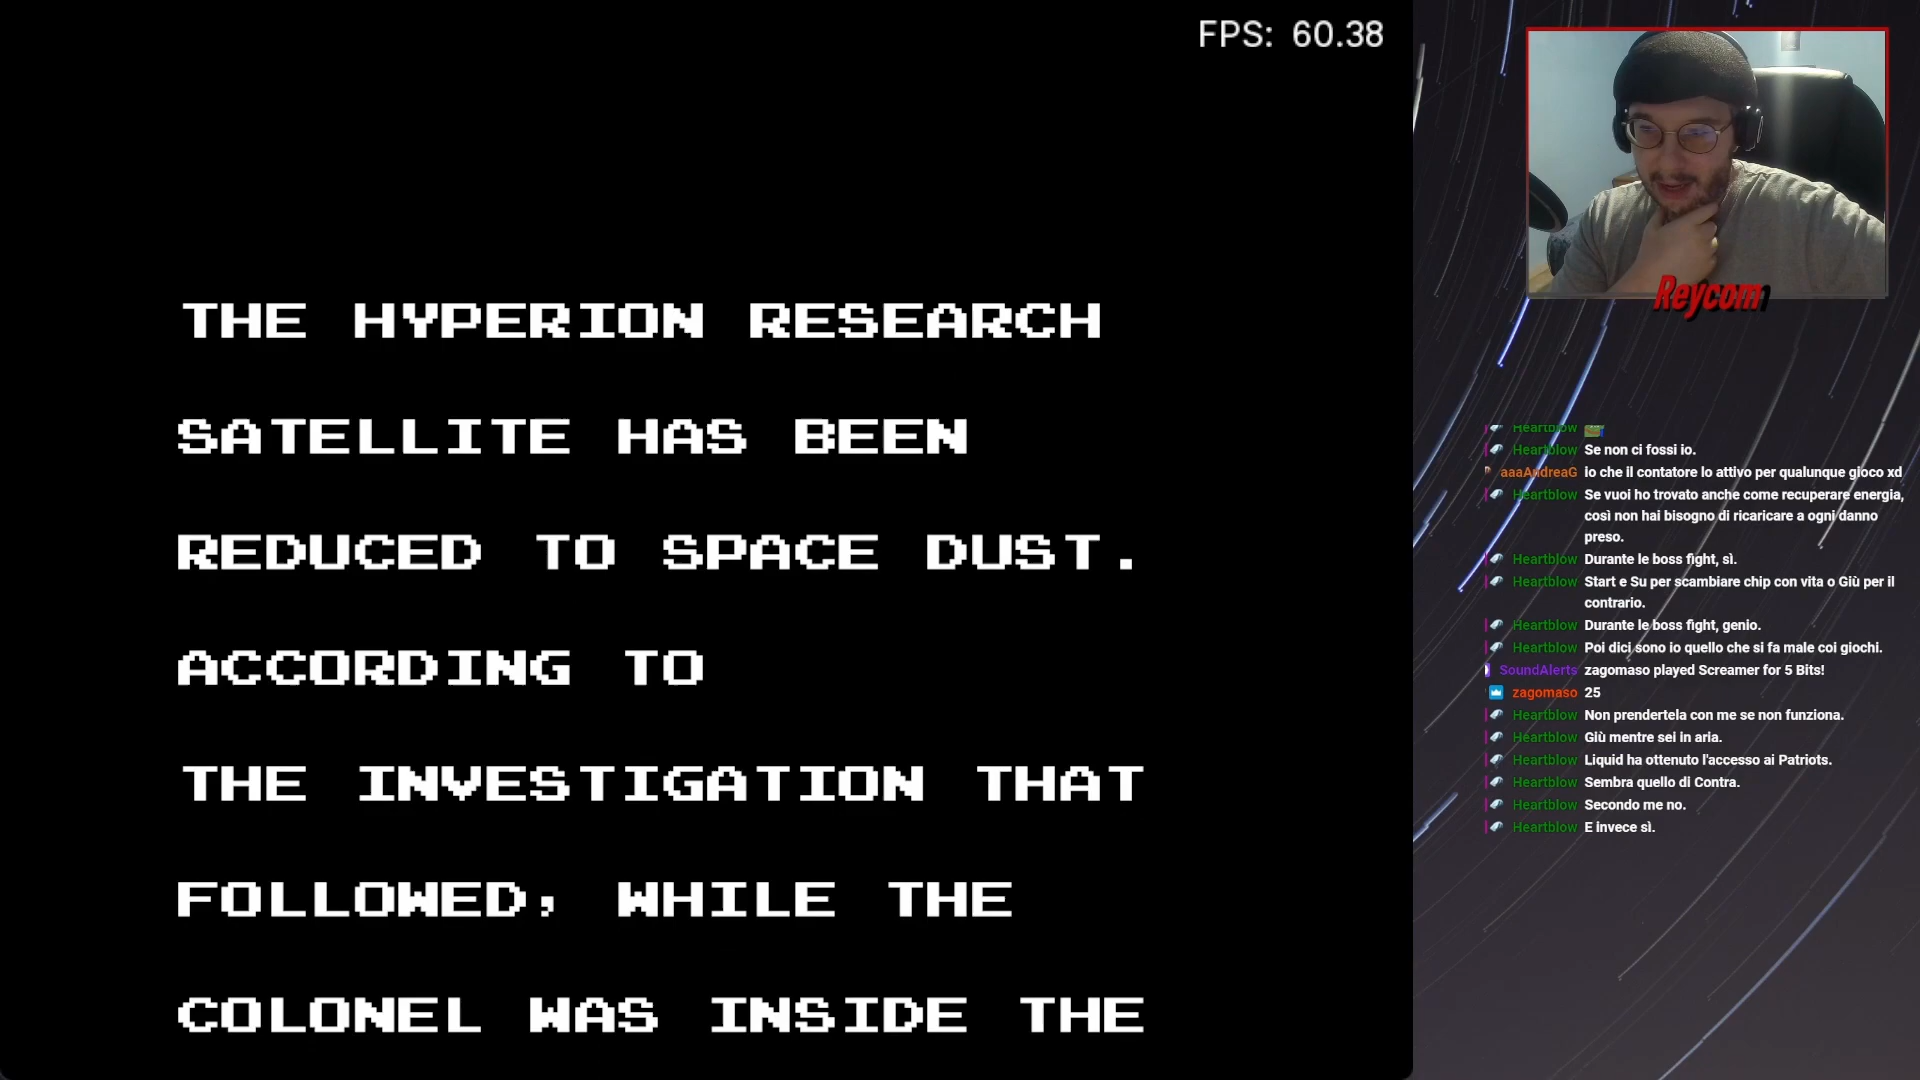 FPS: 60.38
THE HYPERION RESEARCH
SATELLITE HAS BEEN
REDUCED TO SPACE DUST.
ACCORDING TO
THE INVESTIGATION THAT
FOLLOWED, WHILE THE
COLONEL WAS INSIDE THE
Reycom
Heartblow
Heartblow Se non ci fossi io.
aaaAndreaG io che il contatore lo attivo per qualunque gioco xd
Heartblow Se vuoi ho trovato anche come recuperare energia,
così non hai bisogno di ricaricare a ogni danno
preso.
Heartblow Durante le boss fight, sì.
Heartblow Start e Su per scambiare chip con vita o Giù per il
contrario.
Heartblow Durante le boss fight, genio.
Heartblow Poi dici sono io quello che si fa male coi giochi.
SoundAlerts zagomaso played Screamer for 5 Bits!
zagomaso 25
Heartblow Non prendertela con me se non funziona.
Heartblow Giù mentre sei in aria.
Heartblow Liquid ha ottenuto l'accesso ai Patriots.
Heartblow Sembra quello di Contra.
Heartblow Secondo me no.
Heartblow E invece sì.